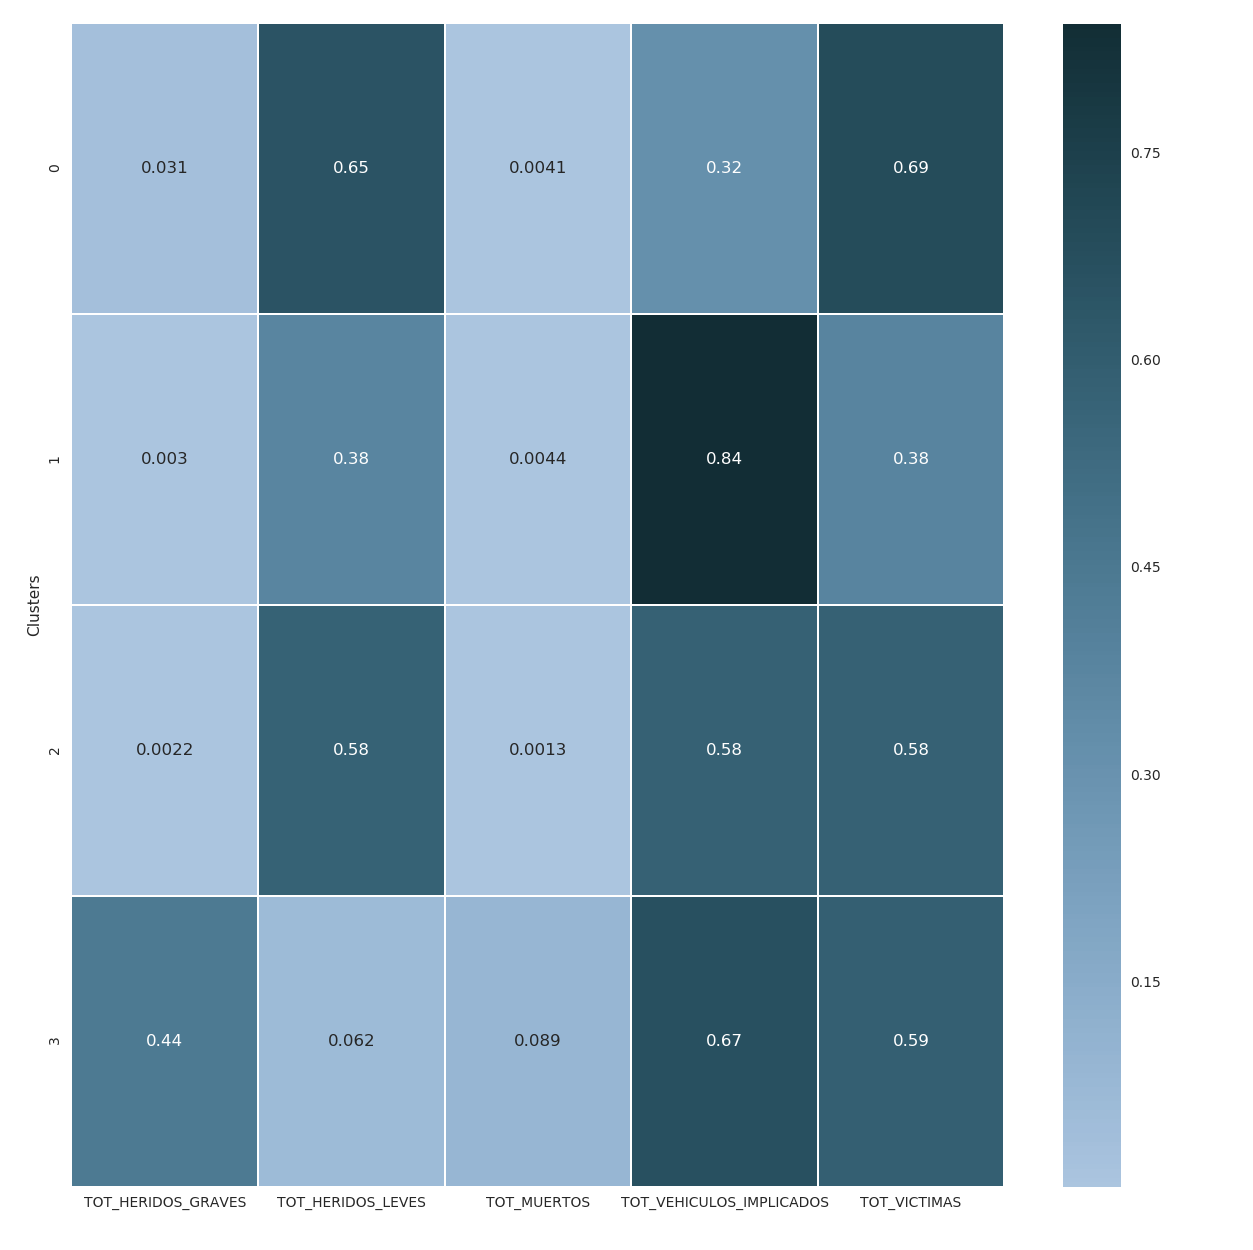 0.031 0.65 0.0041 0.32 0.69
0.003 0.38 0.0044 0.84 0.38
0.0022 0.58 0.0013 0.58 0.58
0.44 0.062 0.089 0.67 0.59
0
1
2
3
Clusters
TOT_HERIDOS_GRAVES TOT_HERIDOS_LEVES TOT_MUERTOS TOT_VEHICULOS_IMPLICADOS TOT_VICTIMAS
0.75
0.60
0.45
0.30
0.15